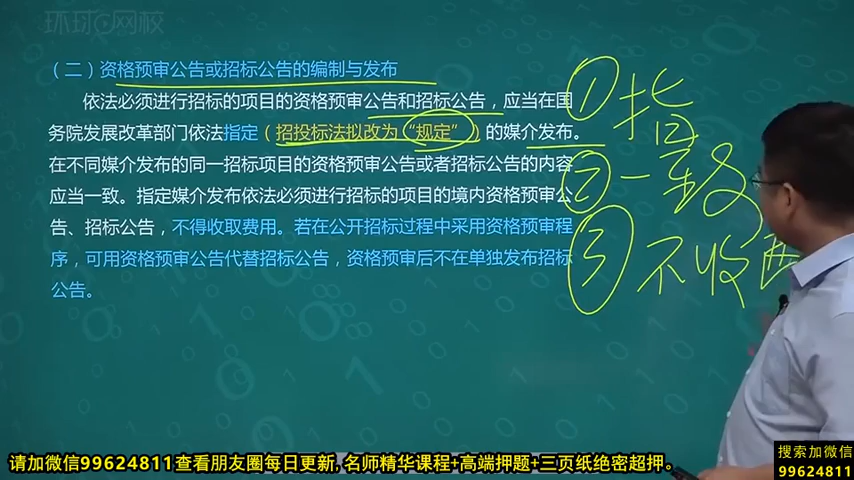 环球网校
（二）资格预审公告或招标公告的编制与发布
依法必须进行招标的项目的资格预审公告和招标公告，应当在国
务院发展改革部门依法指定（招投标法拟改为“规定”）的媒介发布。
在不同媒介发布的同一招标项目的资格预审公告或者招标公告的内容
应当一致。指定媒介发布依法必须进行招标的项目的境内资格预审公
告、招标公告，不得收取费用。若在公开招标过程中采用资格预审程
序，可用资格预审公告代替招标公告，资格预审后不在单独发布招标
公告。
① 指
② 一致
③ 不收
请加微信99624811查看朋友圈每日更新,名师精华课程+高端押题+三页纸绝密超押。
搜索加微信
99624811